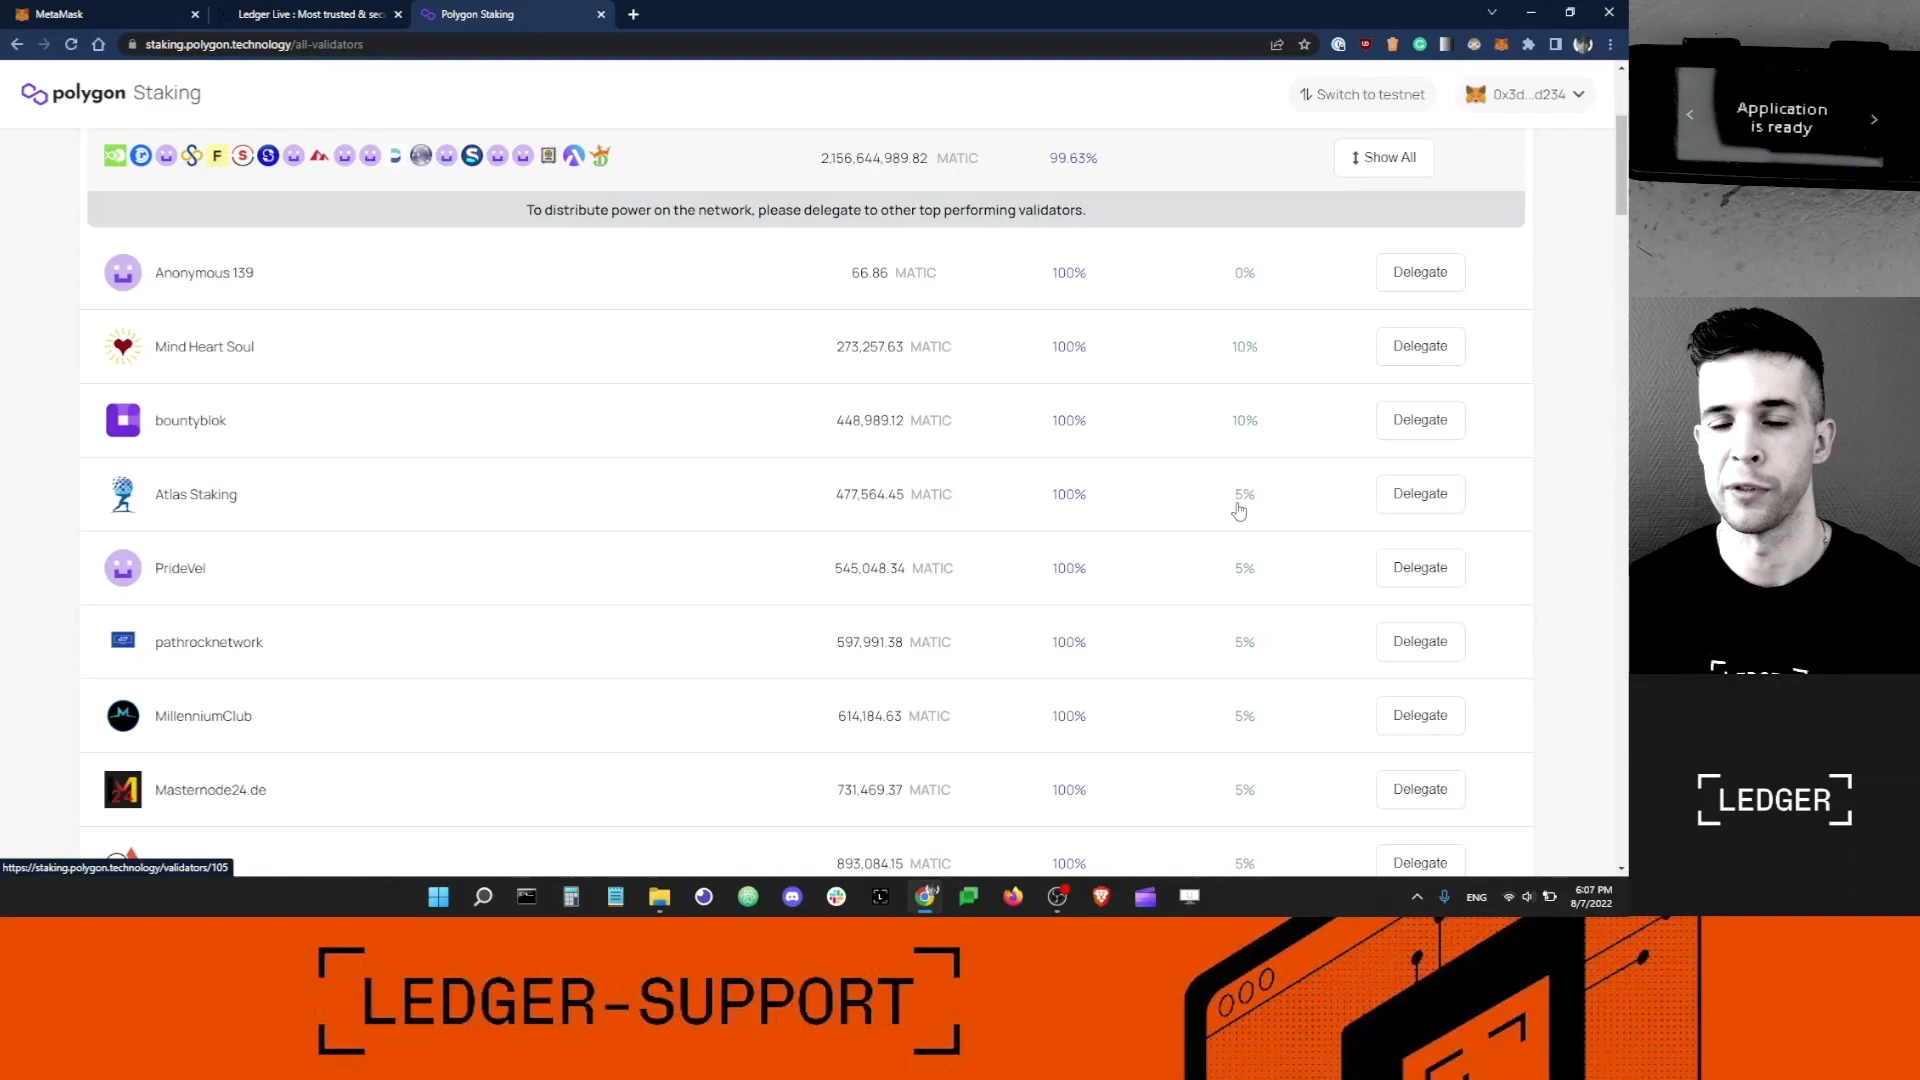 MetaMask
Ledger Live : Most trusted & sec
Polygon Staking
staking.polygon.technology/all-validators
polygon Staking
Switch to testnet
0x3d...d234
F
S
S
S
2,156,644,989.82 MATIC 99.63% Show All
To distribute power on the network, please delegate to other top performing validators.
Anonymous 139 66.86 MATIC 100% 0% Delegate
Mind Heart Soul 273,257.63 MATIC 100% 10% Delegate
bountyblok 448,989.12 MATIC 100% 10% Delegate
Atlas Staking 477,564.45 MATIC 100% 5% Delegate
PrideVel 545,048.34 MATIC 100% 5% Delegate
pathrocknetwork 597,991.38 MATIC 100% 5% Delegate
MillenniumClub 614,184.63 MATIC 100% 5% Delegate
Masternode24.de 731,469.37 MATIC 100% 5% Delegate
893,084.15 MATIC 100% 5% Delegate
https://staking.polygon.technology/validators/105
ENG
6:07 PM
8/7/2022
Application
is ready
LEDGER
LEDGER-SUPPORT